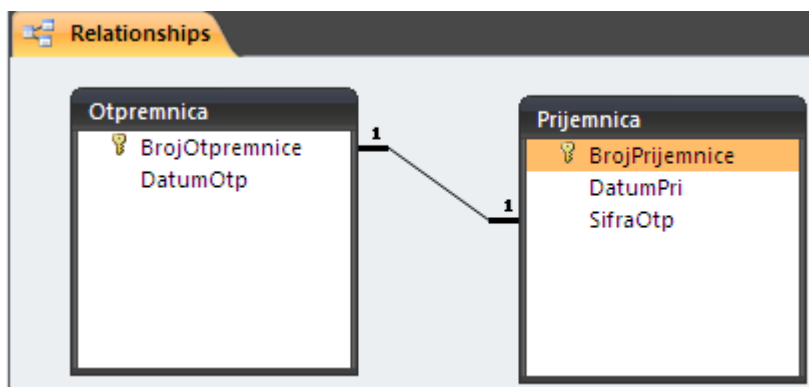 Relationships
Otpremnica
BrojOtpremnice
DatumOtp
1
1
Prijemnica
BrojPrijemnice
DatumPri
SifraOtp